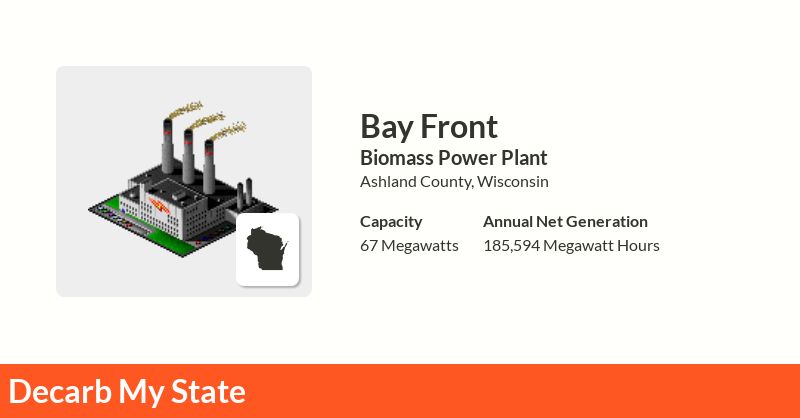 Bay Front
Biomass Power Plant
Ashland County, Wisconsin
Capacity
67 Megawatts
Annual Net Generation
185,594 Megawatt Hours
Decarb My State